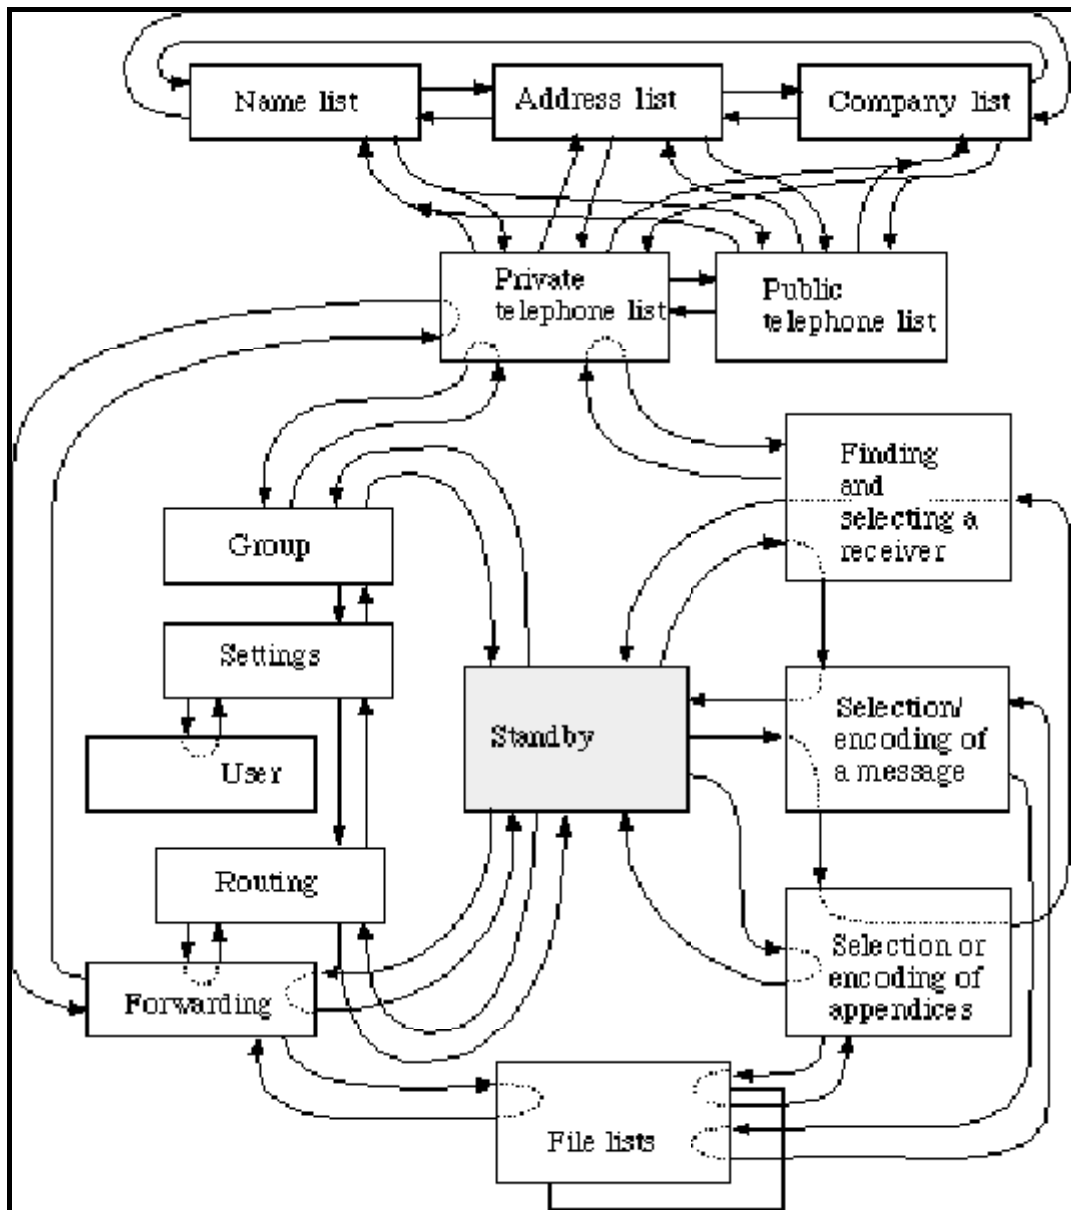 Name list
Address list
Company list
Private
telephone list
Public
telephone list
Finding
and
selecting a
receiver
Group
Settings
Standby
Selection/
encoding of
a message
User
Routing
Selection or
encoding of
appendices
Forwarding
File lists